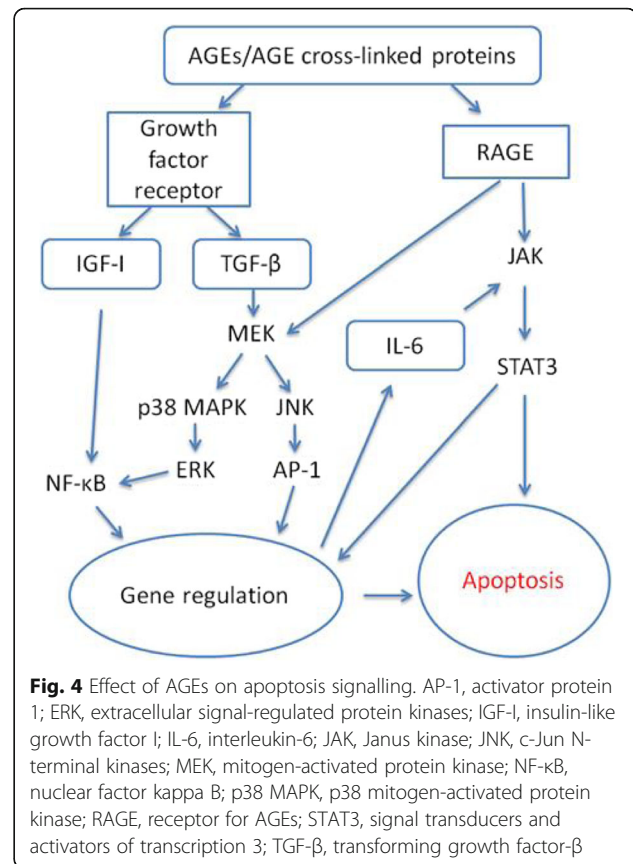 AGEs/AGE cross-linked proteins
Growth
factor
receptor
RAGE
IGF-I
TGF-β
JAK
MEK
IL-6
STAT3
p38 MAPK
JNK
NF-κB
ERK
AP-1
Gene regulation
Apoptosis
Fig. 4 Effect of AGEs on apoptosis signalling. AP-1, activator protein
1; ERK, extracellular signal-regulated protein kinases; IGF-I, insulin-like
growth factor I; IL-6, interleukin-6; JAK, Janus kinase; JNK, c-Jun N-
terminal kinases; MEK, mitogen-activated protein kinase; NF-κB,
nuclear factor kappa B; p38 MAPK, p38 mitogen-activated protein
kinase; RAGE, receptor for AGEs; STAT3, signal transducers and
activators of transcription 3; TGF-β, transforming growth factor-β